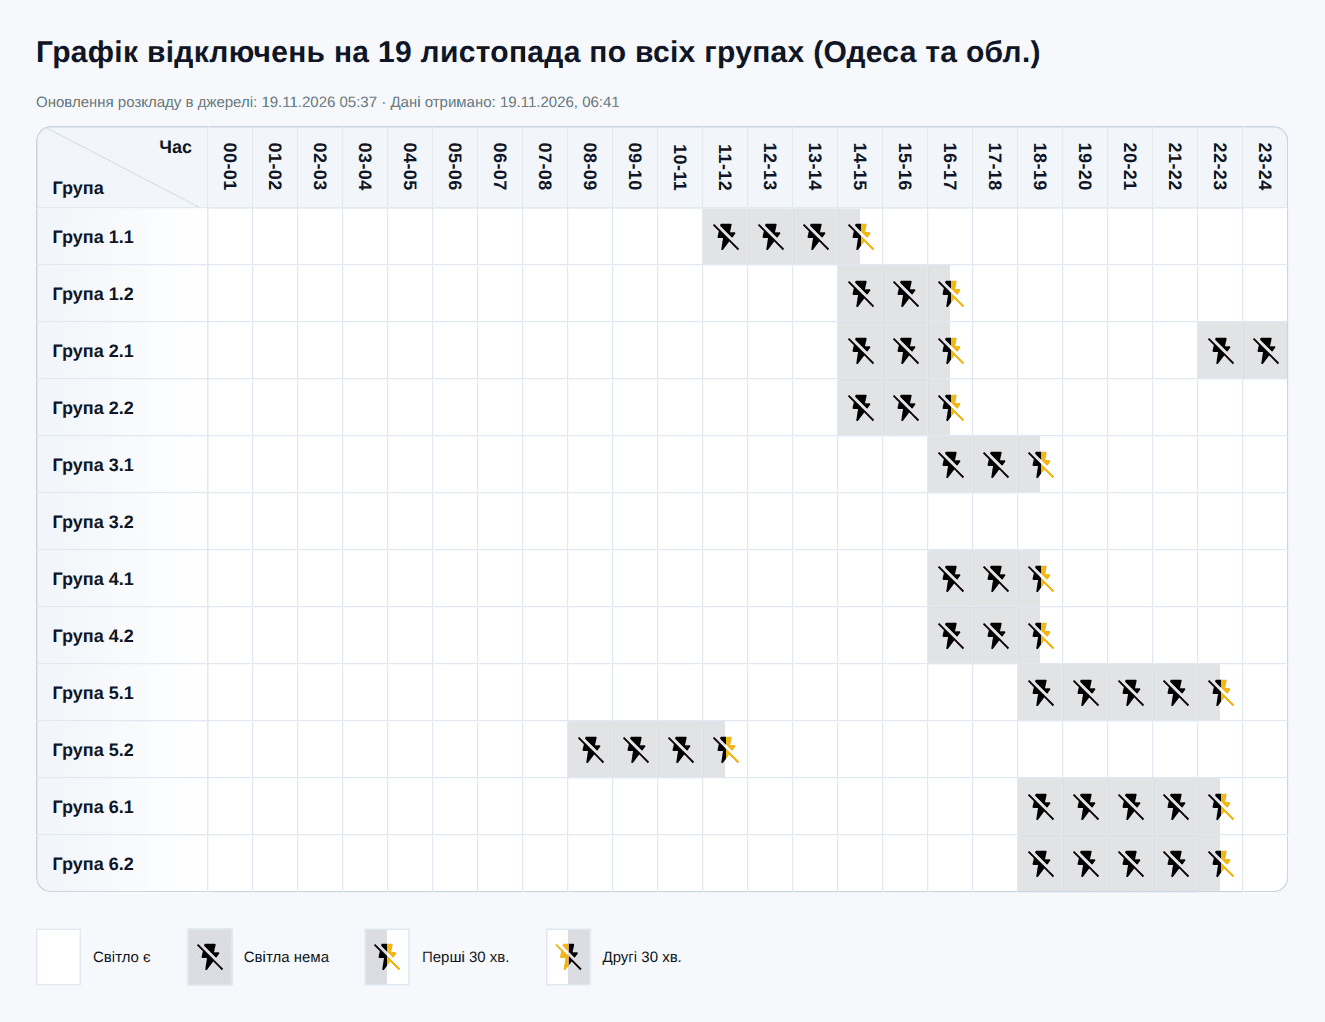 Графік відключень на 19 листопада по всіх групах (Одеса та обл.)
Оновлення розкладу в джерелі: 19.11.2026 05:37 · Дані отримано: 19.11.2026, 06:41
Час
Група
00-01 01-02 02-03 03-04 04-05 05-06 06-07 07-08 08-09 09-10 10-11 11-12 12-13 13-14 14-15 15-16 16-17 17-18 18-19 19-20 20-21 21-22 22-23 23-24
Група 1.1
Група 1.2
Група 2.1
Група 2.2
Група 3.1
Група 3.2
Група 4.1
Група 4.2
Група 5.1
Група 5.2
Група 6.1
Група 6.2
Світло є Світла нема Перші 30 хв. Другі 30 хв.